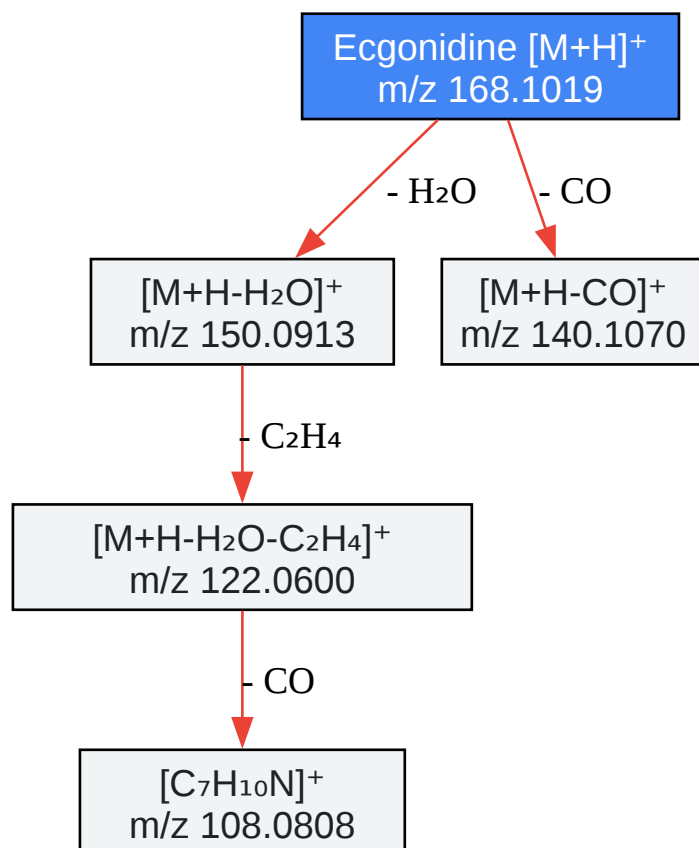 Ecgonidine [M+H]⁺
m/z 168.1019
- H₂O
- CO
[M+H-H₂O]⁺
m/z 150.0913
[M+H-CO]⁺
m/z 140.1070
- C₂H₄
[M+H-H₂O-C₂H₄]⁺
m/z 122.0600
- CO
[C₇H₁₀N]⁺
m/z 108.0808